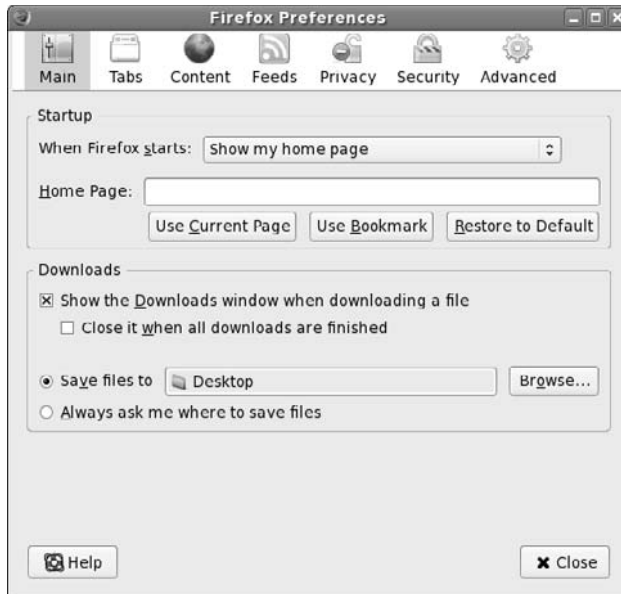 Firefox Preferences
Main Tabs Content Feeds Privacy Security Advanced
Startup
When Firefox starts: Show my home page
Home Page:
Use Current Page Use Bookmark Restore to Default
Downloads
Show the Downloads window when downloading a file
Close it when all downloads are finished
Save files to Desktop Browse...
Always ask me where to save files
Help Close